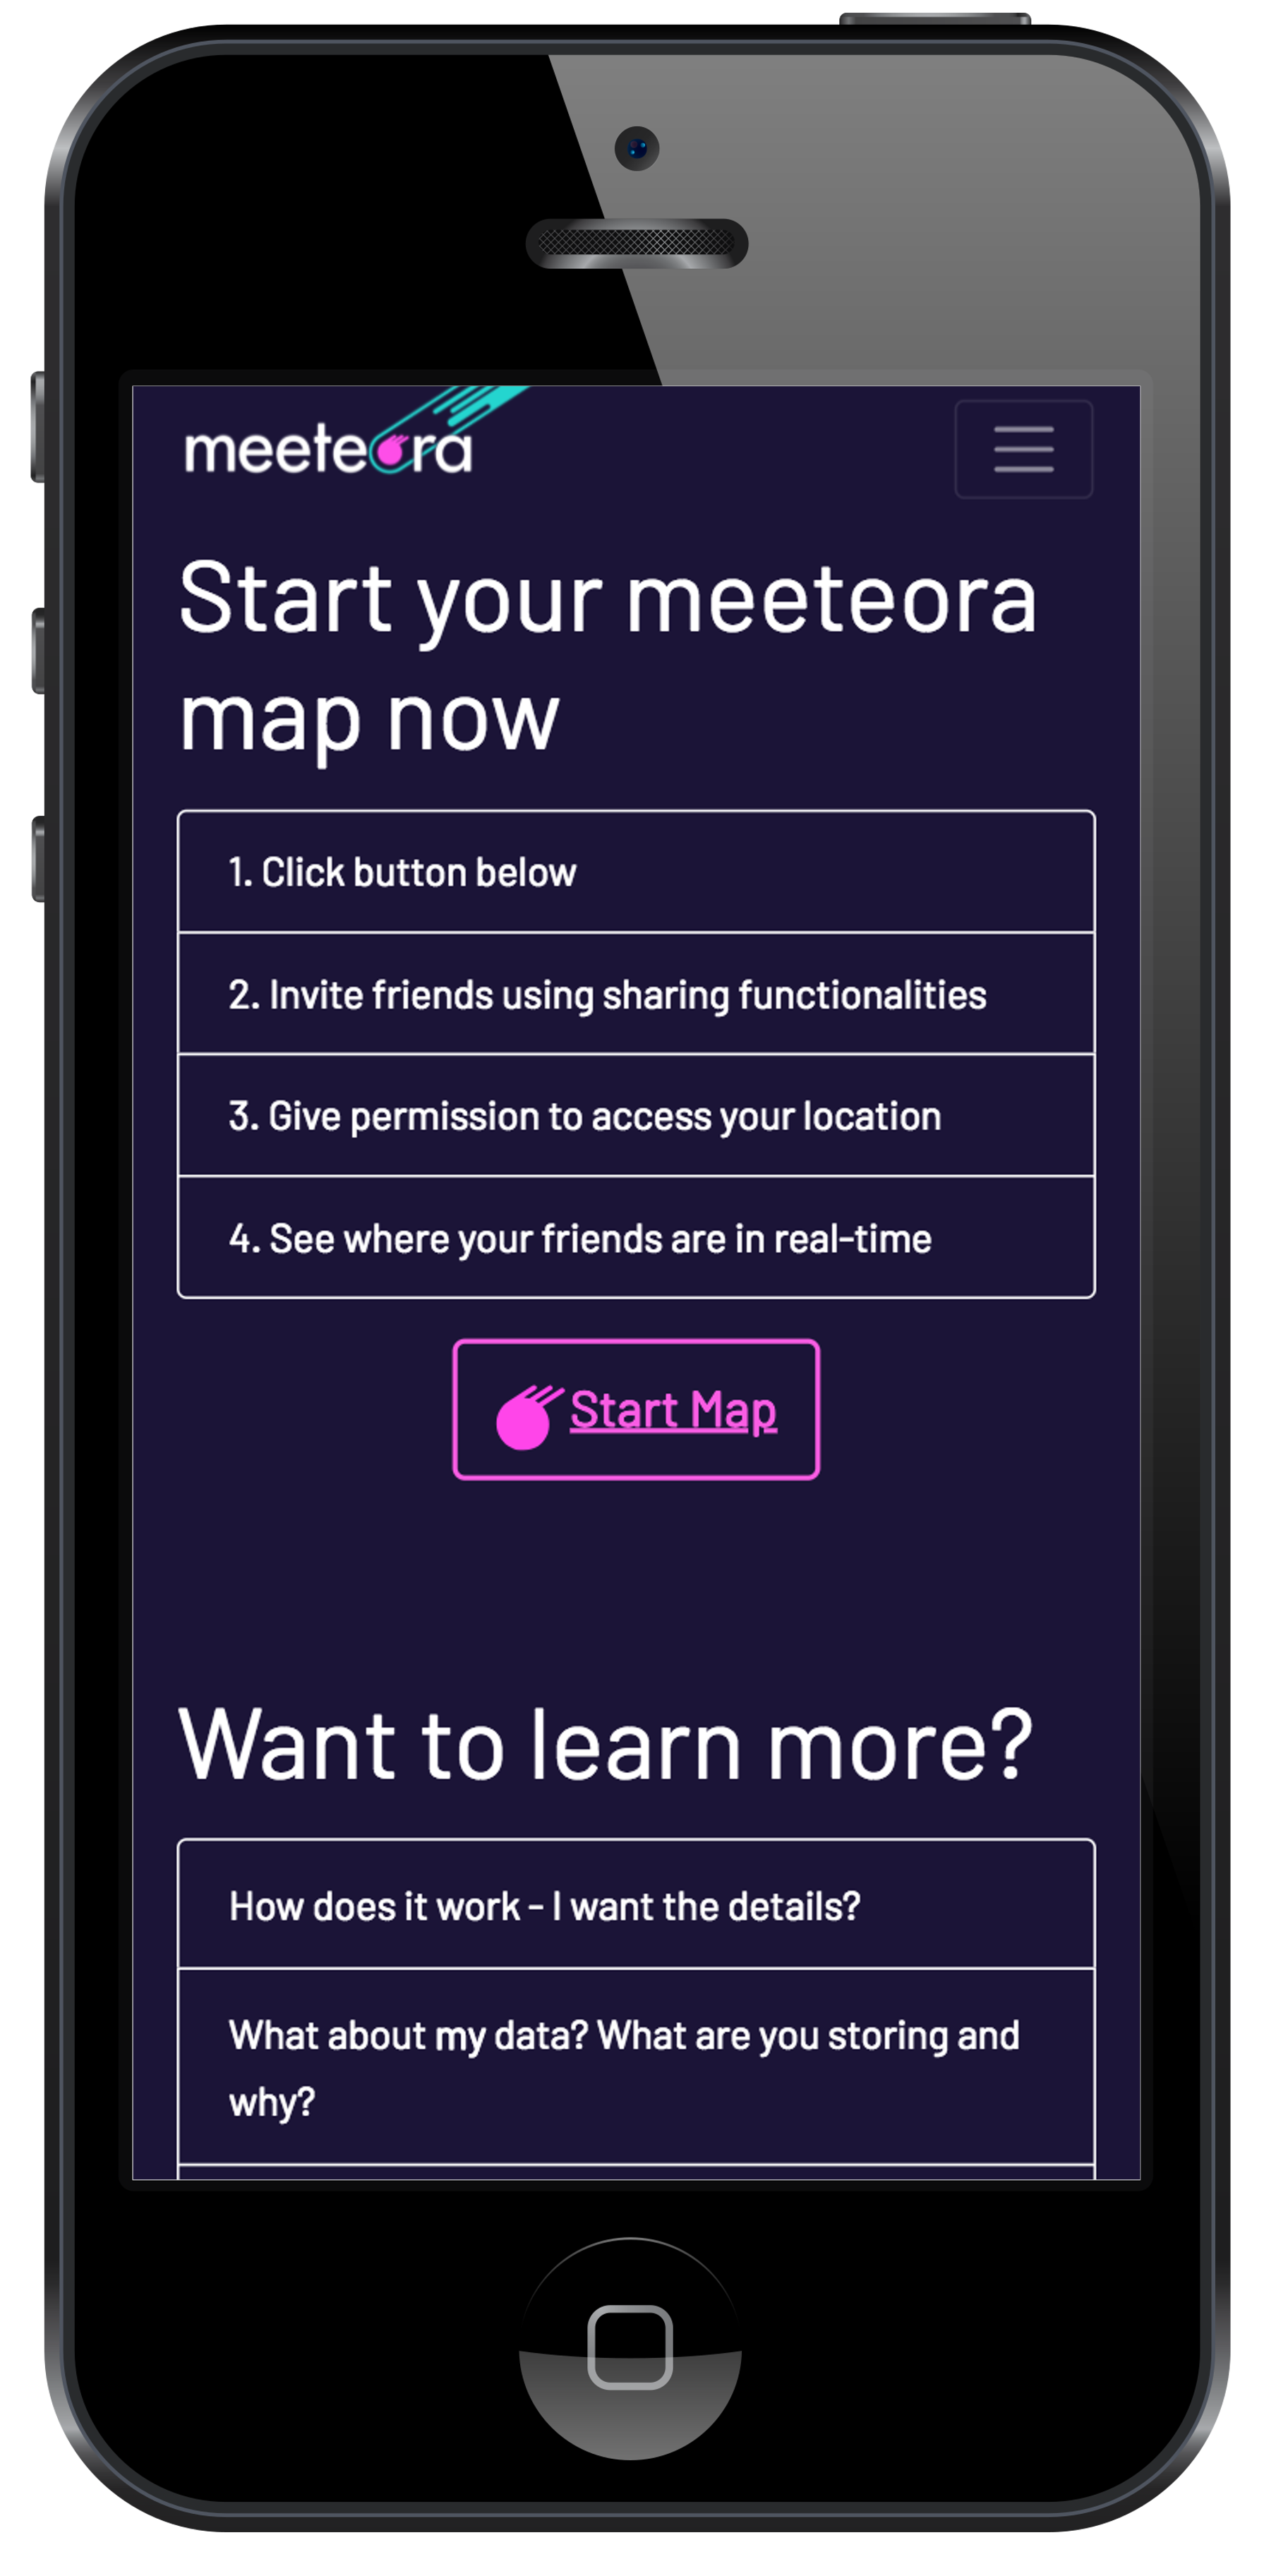 meeteora
Start your meeteora
map now
1. Click button below
2. Invite friends using sharing functionalities
3. Give permission to access your location
4. See where your friends are in real-time
Start Map
Want to learn more?
How does it work - I want the details?
What about my data? What are you storing and
why?